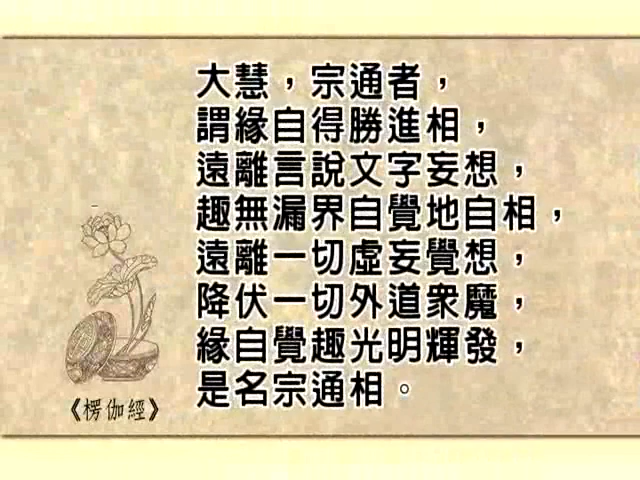 大慧，宗通者，
謂緣自得勝進相，
遠離言說文字妄想，
趣無漏界自覺地自相，
遠離一切虛妄覺想，
降伏一切外道眾魔，
緣自覺趣光明輝發，
是名宗通相。
《楞伽經》